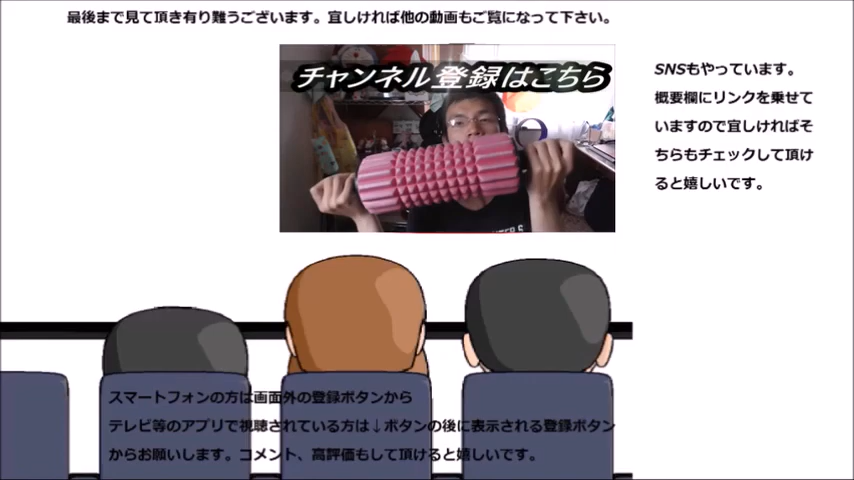 最後まで見て頂き有り難うございます。宜しければ他の動画もご覧になって下さい。
チャンネル登録はこちら
SNSもやっています。
概要欄にリンクを乗せて
いますので宜しければそ
ちらもチェックして頂け
ると嬉しいです。
スマートフォンの方は画面外の登録ボタンから
テレビ等のアプリで視聴されている方は↓ボタンの後に表示される登録ボタン
からお願いします。コメント、高評価もして頂けると嬉しいです。